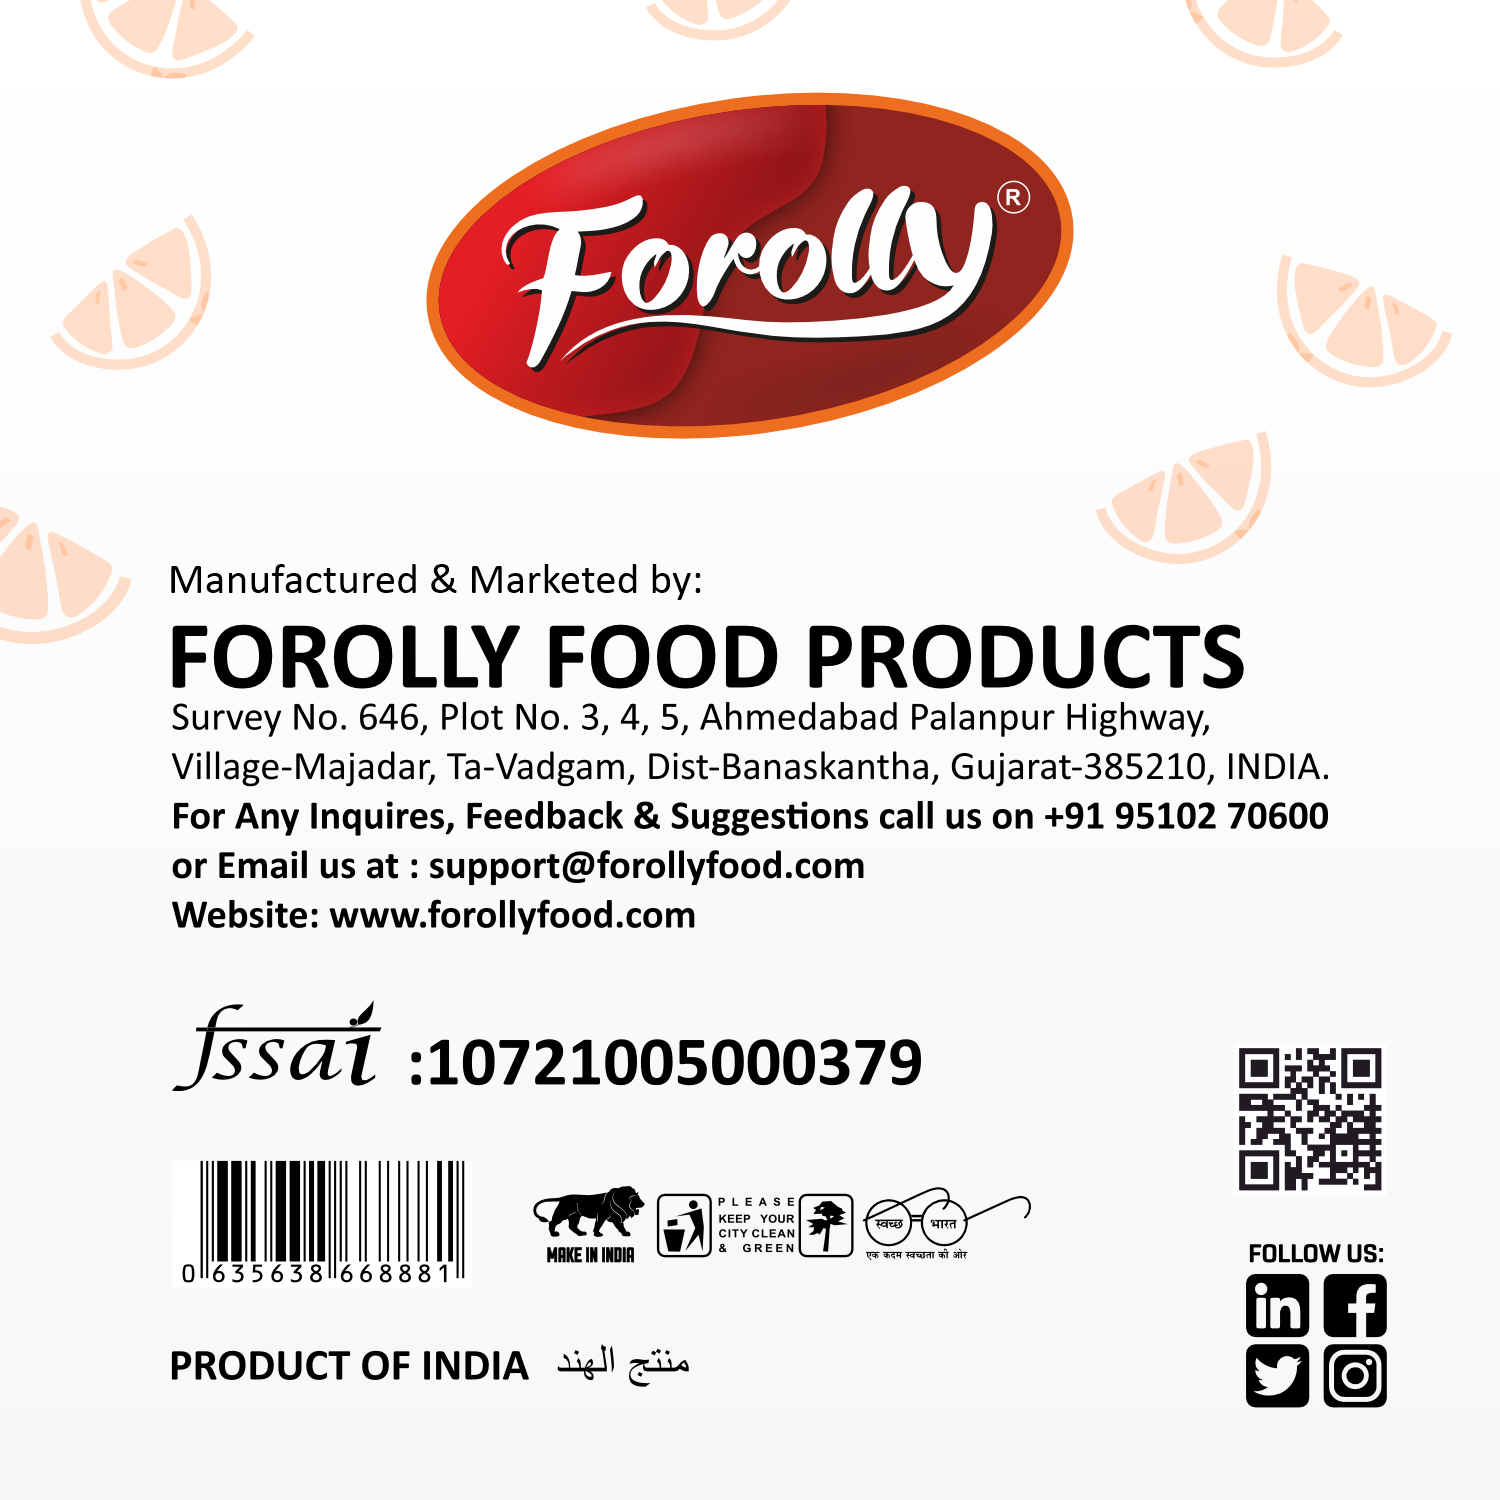 Forolly®
Manufactured & Marketed by:
FOROLLY FOOD PRODUCTS
Survey No. 646, Plot No. 3, 4, 5, Ahmedabad Palanpur Highway,
Village-Majadar, Ta-Vadgam, Dist-Banaskantha, Gujarat-385210, INDIA.
For Any Inquires, Feedback & Suggestions call us on +91 95102 70600
or Email us at : support@forollyfood.com
Website: www.forollyfood.com
fssai :10721005000379
0 635638 668881
MAKE IN INDIA
PLEASE
KEEP YOUR
CITY CLEAN
& GREEN
स्वच्छ भारत
एक कदम स्वच्छता की ओर
FOLLOW US:
in f
PRODUCT OF INDIA منتج الهند